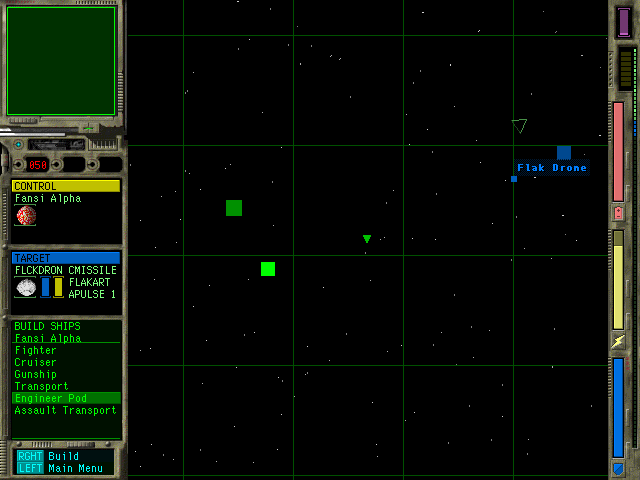 050
CONTROL
Fansi Alpha
TARGET
FLCKDRON CMISSILE
FLAKART
APULSE 1
Flak Drone
BUILD SHIPS
Fansi Alpha
Fighter
Cruiser
Gunship
Transport
Engineer Pod
Assault Transport
RGHT Build
LEFT Main Menu